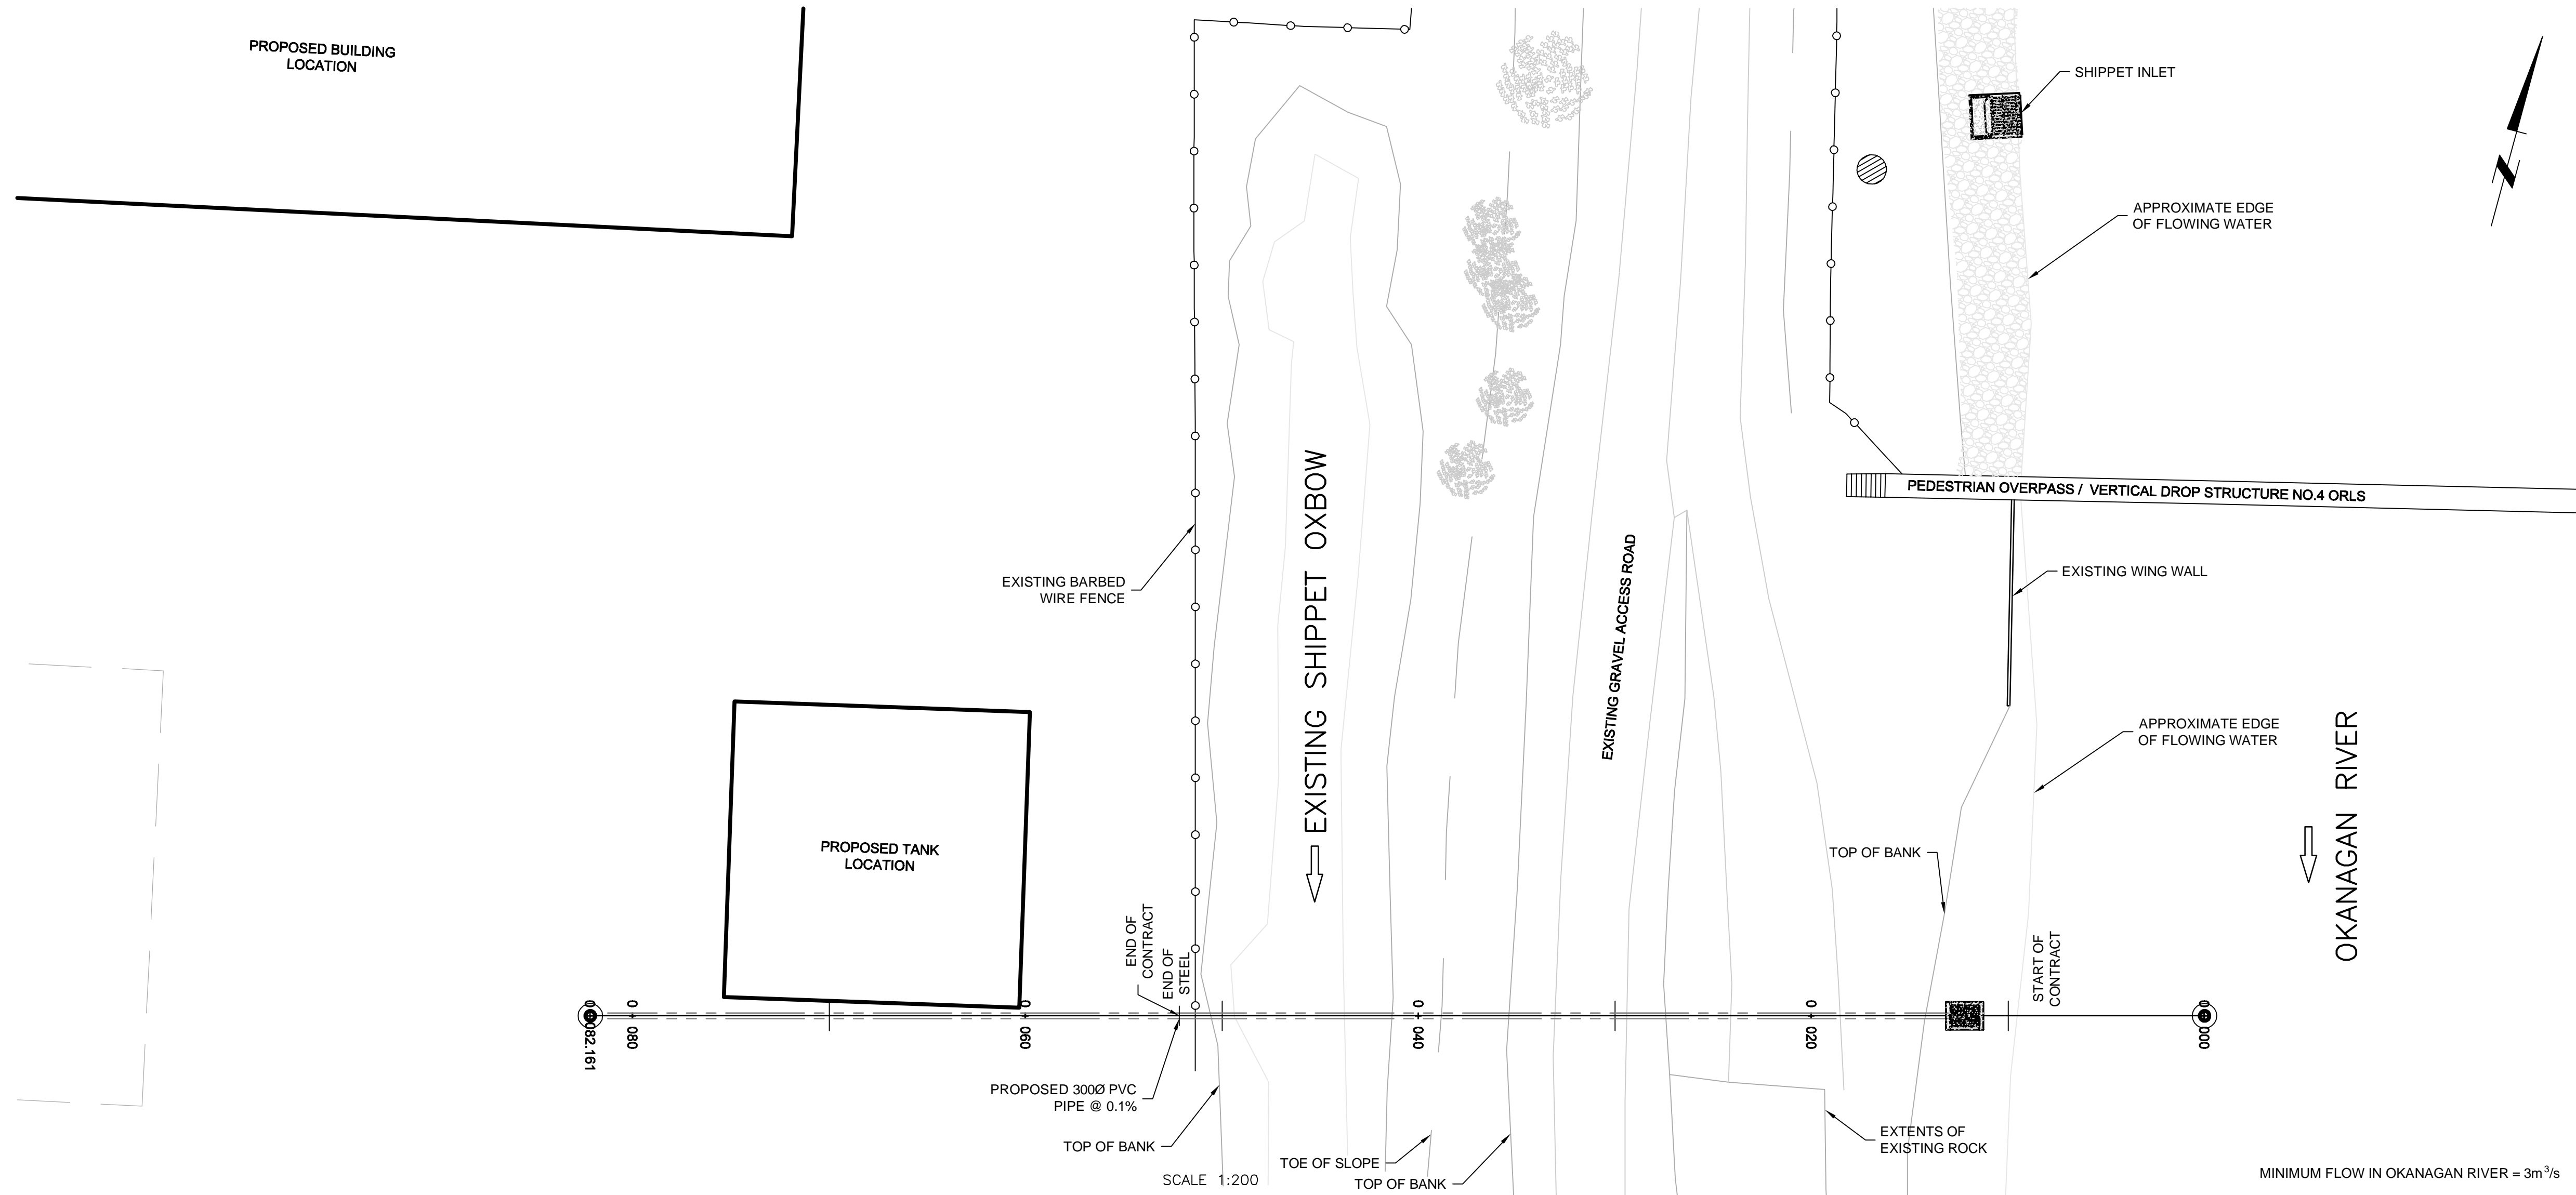 PROPOSED BUILDING
LOCATION
SHIPPET INLET
N
APPROXIMATE EDGE
OF FLOWING WATER
PEDESTRIAN OVERPASS / VERTICAL DROP STRUCTURE NO.4 ORLS
EXISTING SHIPPET OXBOW
EXISTING GRAVEL ACCESS ROAD
EXISTING BARBED
WIRE FENCE
EXISTING WING WALL
APPROXIMATE EDGE
OF FLOWING WATER
OKANAGAN RIVER
PROPOSED TANK
LOCATION
TOP OF BANK
END OF
CONTRACT
END OF
STEEL
START OF
CONTRACT
0+082.161
0+080
0+060
0+040
0+020
0+000
PROPOSED 300Ø PVC
PIPE @ 0.1%
TOP OF BANK
TOE OF SLOPE
TOP OF BANK
EXTENTS OF
EXISTING ROCK
SCALE 1:200
MINIMUM FLOW IN OKANAGAN RIVER = 3m³/s